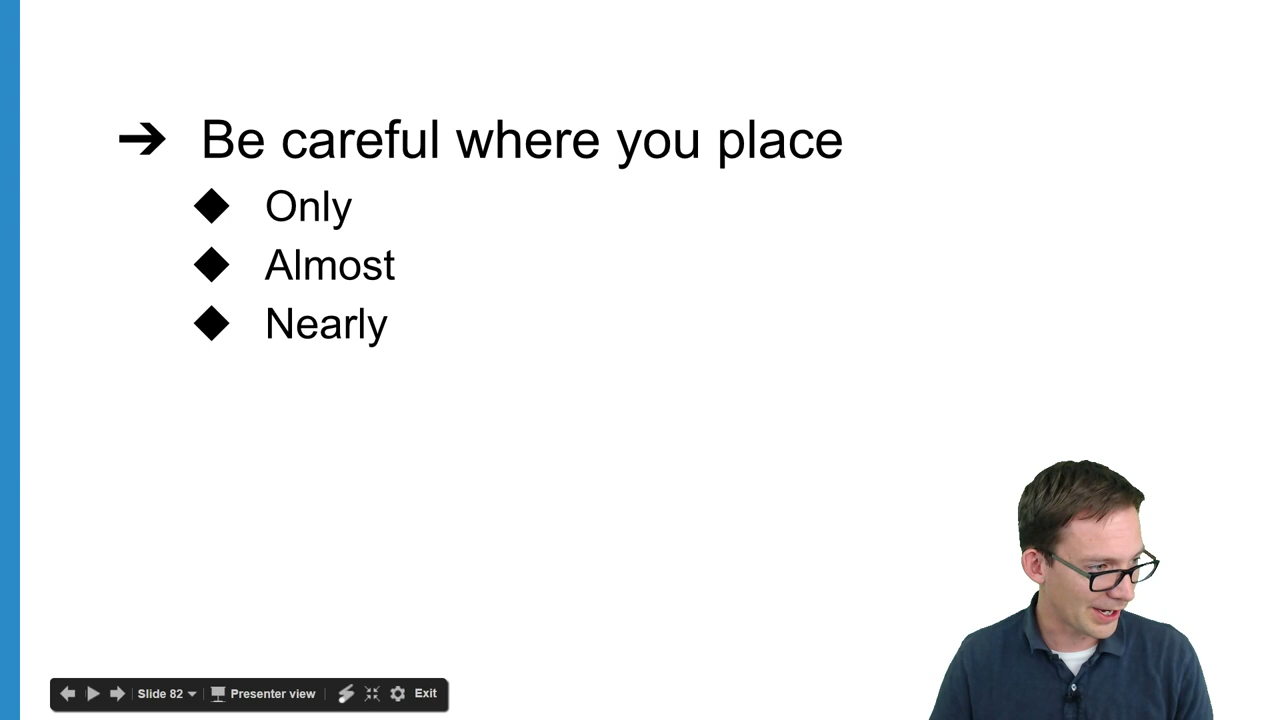 ➔ Be careful where you place
◆ Only
◆ Almost
◆ Nearly
Slide 82 Presenter view Exit